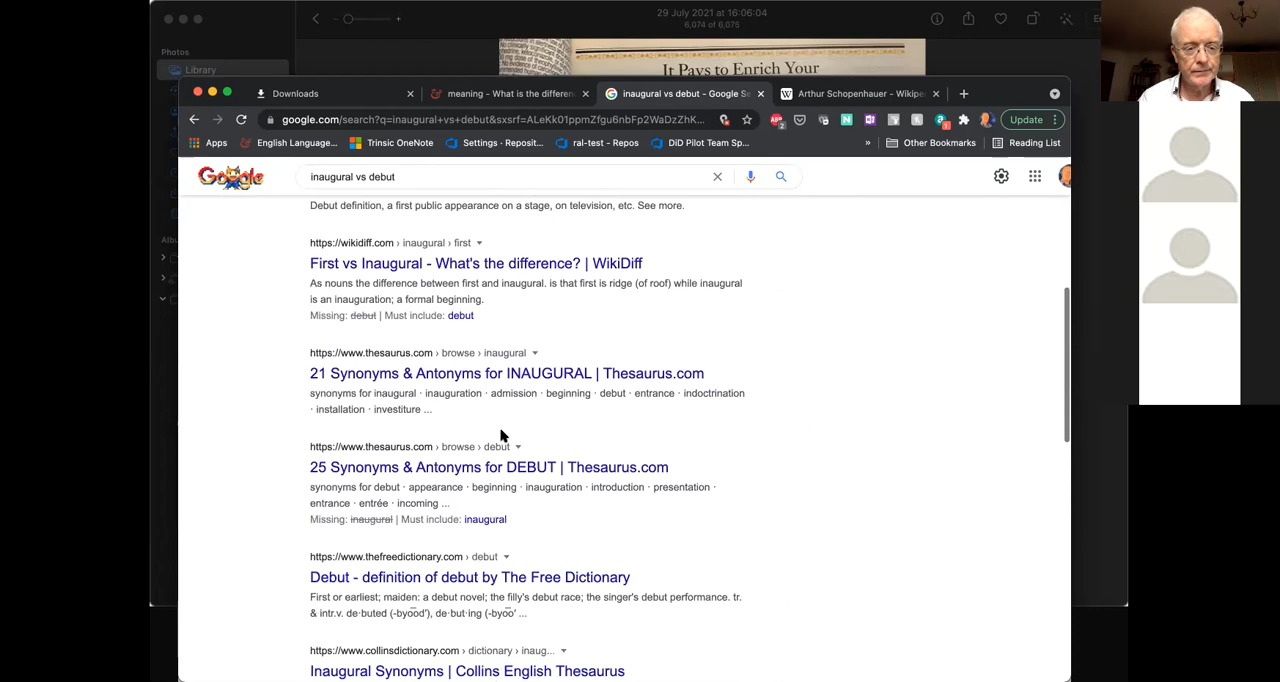 29 July 2021 at 16:06:04
6,074 of 6,075
Photos
Library
It Pays to Enrich Your
Downloads
meaning - What is the differen
inaugural vs debut - Google Se
Arthur Schopenhauer - Wikipe
google.com/search?q=inaugural+vs+debut&sxsrf=ALeKk01ppmZfgu6nbFp2WaDzZhK...
Update
Apps
English Language...
Trinsic OneNote
Settings · Reposit...
ral-test - Repos
DiD Pilot Team Sp...
»
Other Bookmarks
Reading List
Google
inaugural vs debut
Debut definition, a first public appearance on a stage, on television, etc. See more.
https://wikidiff.com › inaugural › first
First vs Inaugural - What's the difference? | WikiDiff
As nouns the difference between first and inaugural. is that first is ridge (of roof) while inaugural
is an inauguration; a formal beginning.
Missing: debut | Must include: debut
https://www.thesaurus.com › browse › inaugural
21 Synonyms & Antonyms for INAUGURAL | Thesaurus.com
synonyms for inaugural · inauguration · admission · beginning · debut · entrance · indoctrination
· installation · investiture ...
https://www.thesaurus.com › browse › debut
25 Synonyms & Antonyms for DEBUT | Thesaurus.com
synonyms for debut · appearance · beginning · inauguration · introduction · presentation ·
entrance · entrée · incoming ...
Missing: inaugural | Must include: inaugural
https://www.thefreedictionary.com › debut
Debut - definition of debut by The Free Dictionary
First or earliest; maiden: a debut novel; the filly's debut race; the singer's debut performance. tr.
& intr.v. de·buted (-byo͞od′), de·but·ing (-byo͞o′ ...
https://www.collinsdictionary.com › dictionary › inaug...
Inaugural Synonyms | Collins English Thesaurus